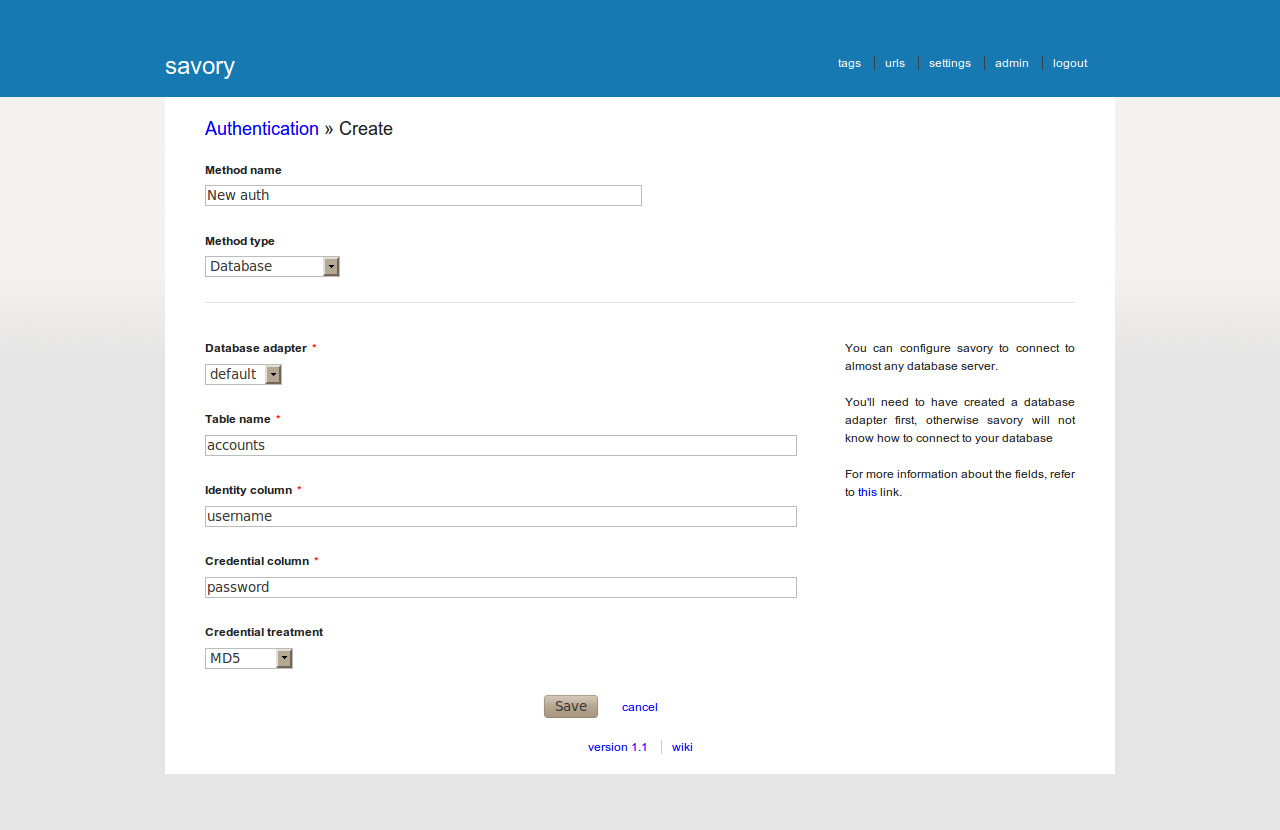 savory
tags urls settings admin logout
Authentication » Create
Method name
New auth
Method type
Database
Database adapter *
default
Table name *
accounts
Identity column *
username
Credential column *
password
Credential treatment
MD5
You can configure savory to connect to
almost any database server.
You'll need to have created a database
adapter first, otherwise savory will not
know how to connect to your database
For more information about the fields, refer
to this link.
Save cancel
version 1.1 wiki